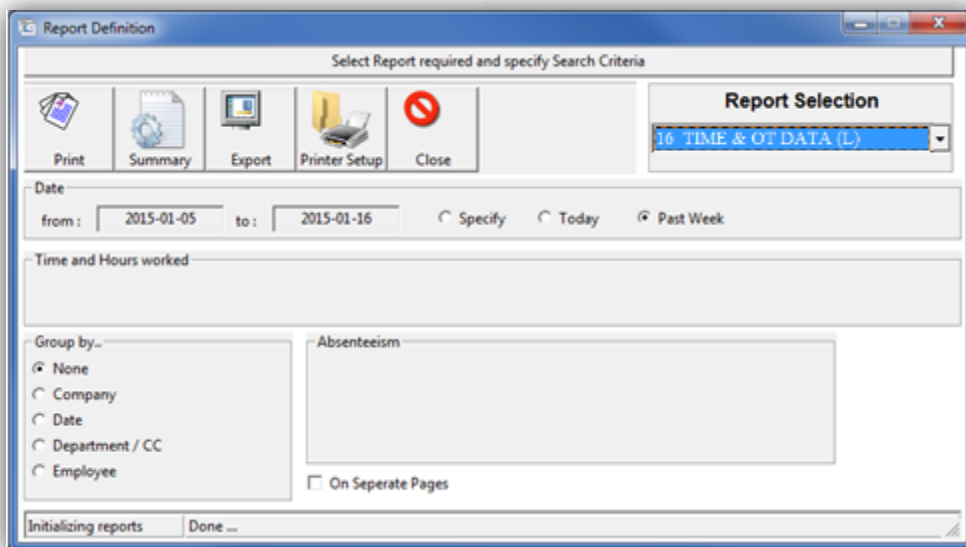 Report Definition
Select Report required and specify Search Criteria
Print Summary Export Printer Setup Close
Report Selection
16 TIME & OT DATA (L)
Date
from : 2015-01-05 to : 2015-01-16 Specify Today Past Week
Time and Hours worked
Group by...
None
Company
Date
Department / CC
Employee
Absenteeism
On Seperate Pages
Initializing reports Done ...